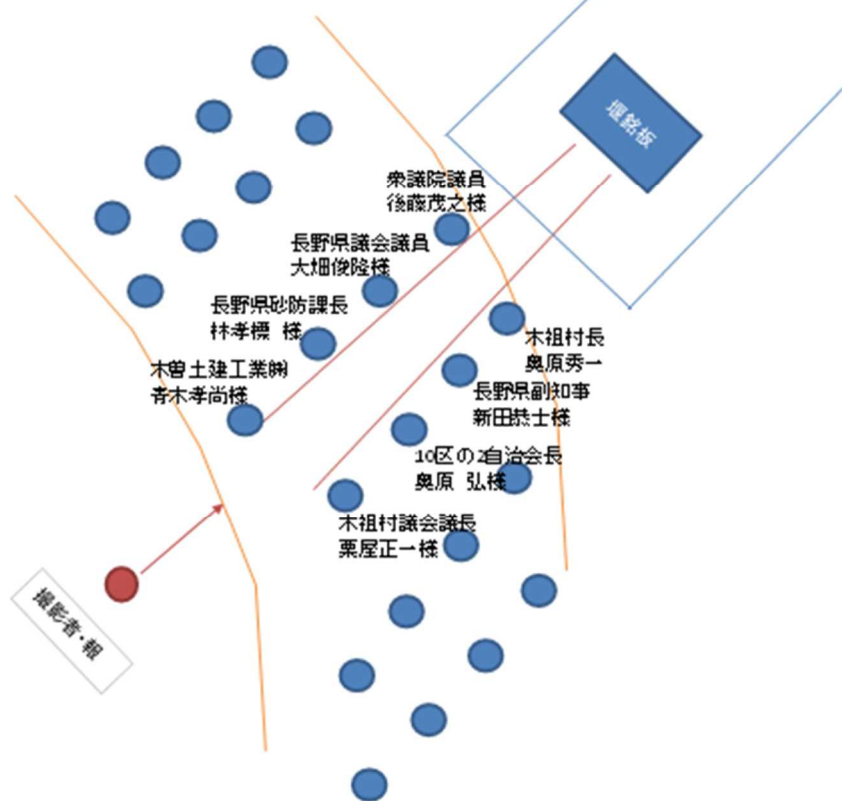 堰銘板
衆議院議員
後藤茂之様
長野県議会議員
大畑俊隆様
長野県砂防課長
林孝標 様
木曽土建工業㈱
青木孝尚様
木祖村長
奥原秀一
長野県副知事
新田恭士様
10区の2自治会長
奥原 弘様
木祖村議会議長
栗屋正一様
撮影者・報